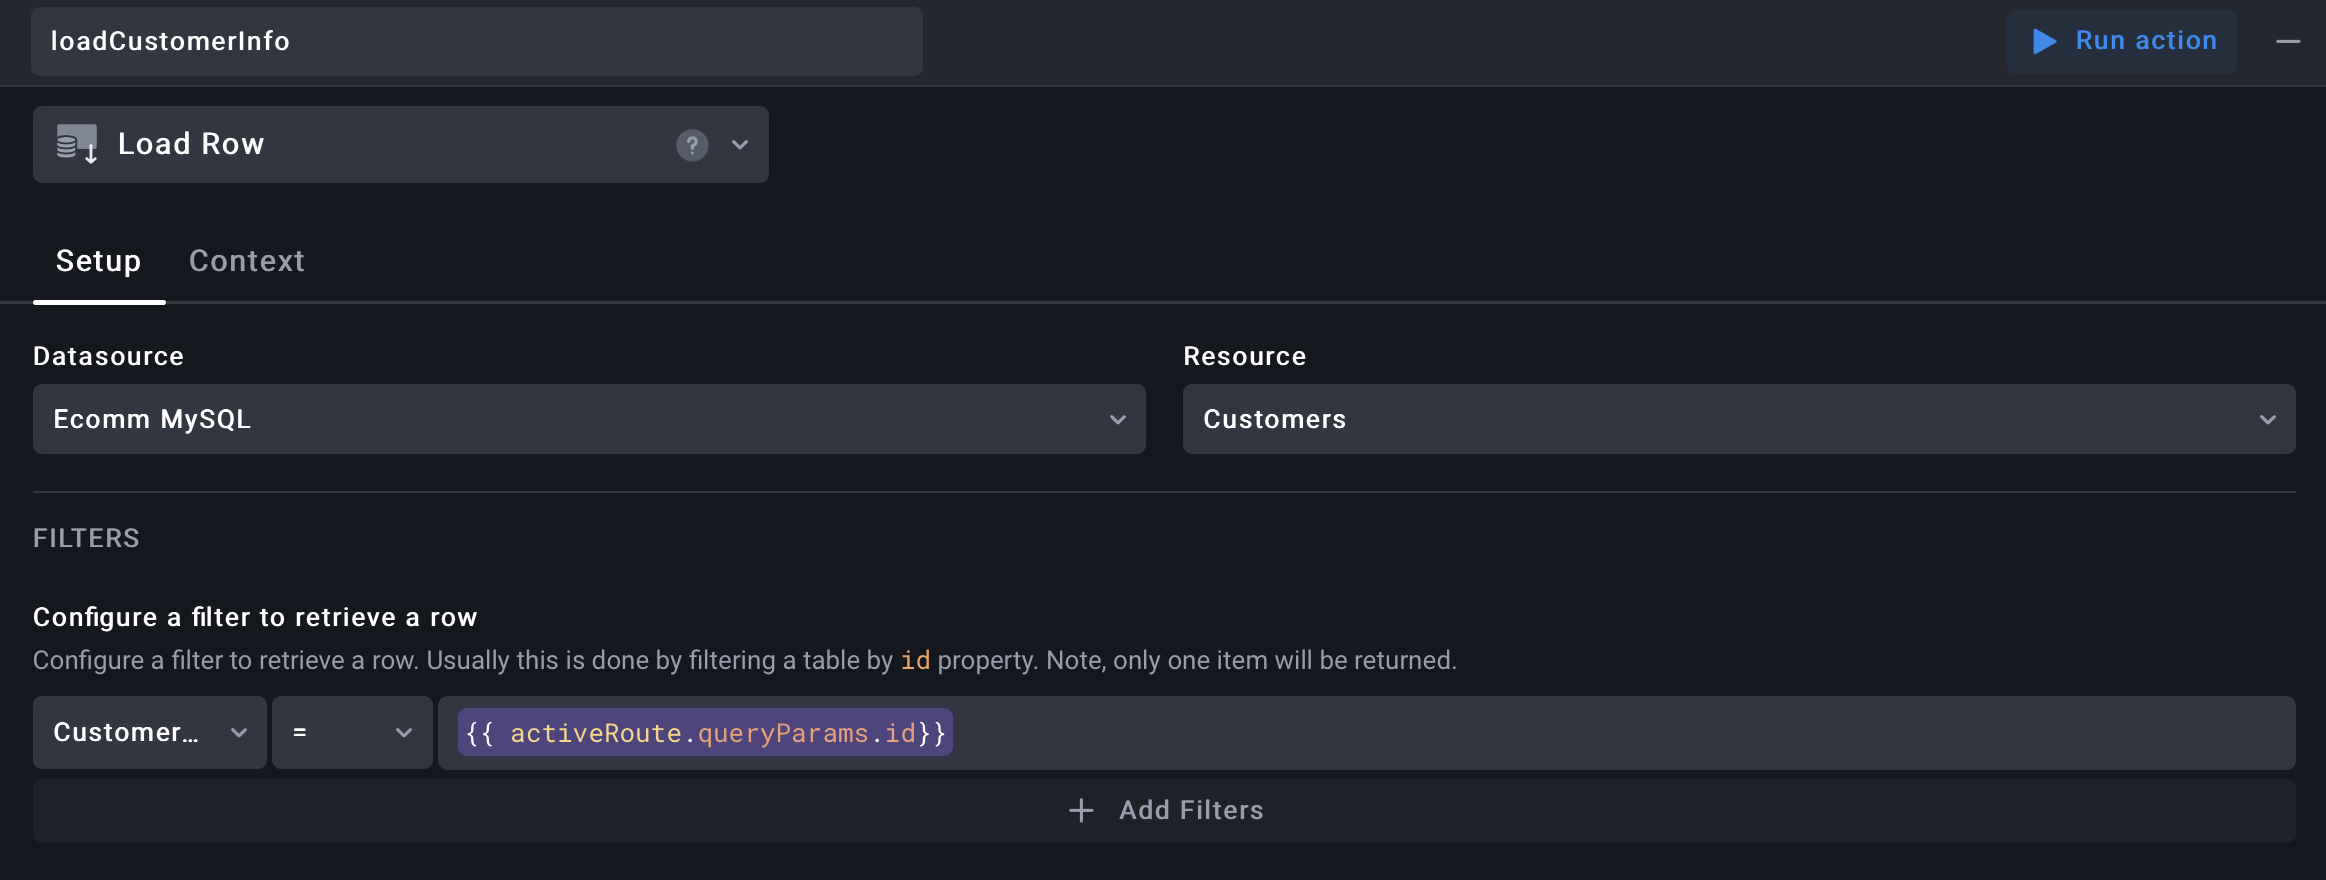 loadCustomerInfo
Run action
Load Row
?
Setup Context
Datasource
Resource
Ecomm MySQL
Customers
FILTERS
Configure a filter to retrieve a row
Configure a filter to retrieve a row. Usually this is done by filtering a table by id property. Note, only one item will be returned.
Customer... = {{ activeRoute.queryParams.id}}
+ Add Filters